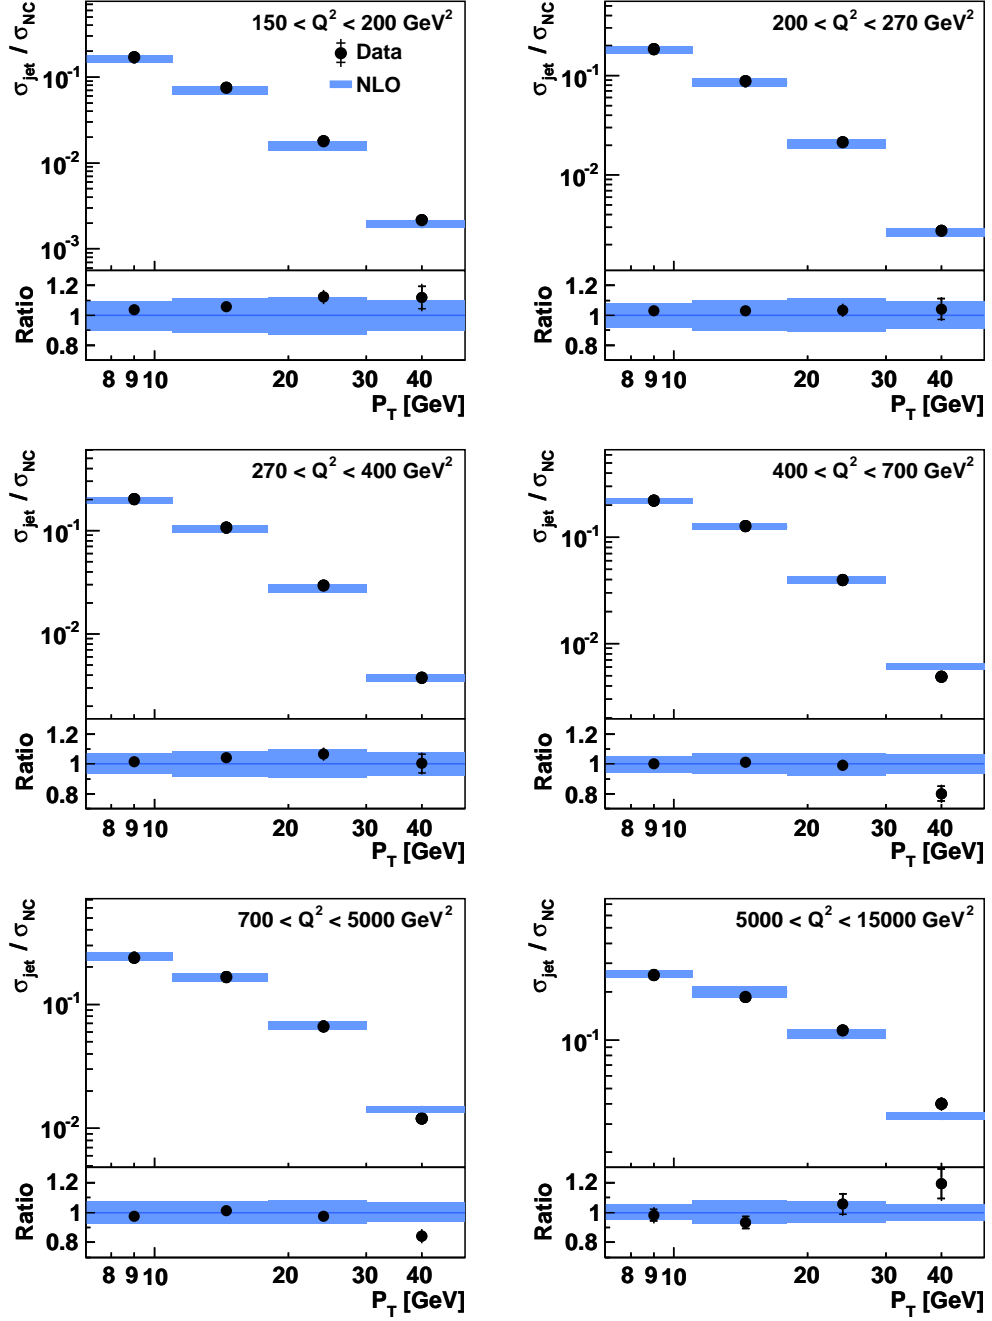 150 < Q² < 200 GeV²
σjet / σNC
Data
NLO
10⁻¹
10⁻²
10⁻³
Ratio
1.2
1
0.8
8 9 10 20 30 40
P_T [GeV]
200 < Q² < 270 GeV²
σjet / σNC
10⁻¹
10⁻²
Ratio
1.2
1
0.8
8 9 10 20 30 40
P_T [GeV]
270 < Q² < 400 GeV²
σjet / σNC
10⁻¹
10⁻²
Ratio
1.2
1
0.8
8 9 10 20 30 40
P_T [GeV]
400 < Q² < 700 GeV²
σjet / σNC
10⁻¹
10⁻²
Ratio
1.2
1
0.8
8 9 10 20 30 40
P_T [GeV]
700 < Q² < 5000 GeV²
σjet / σNC
10⁻¹
10⁻²
Ratio
1.2
1
0.8
8 9 10 20 30 40
P_T [GeV]
5000 < Q² < 15000 GeV²
σjet / σNC
10⁻¹
Ratio
1.2
1
0.8
8 9 10 20 30 40
P_T [GeV]